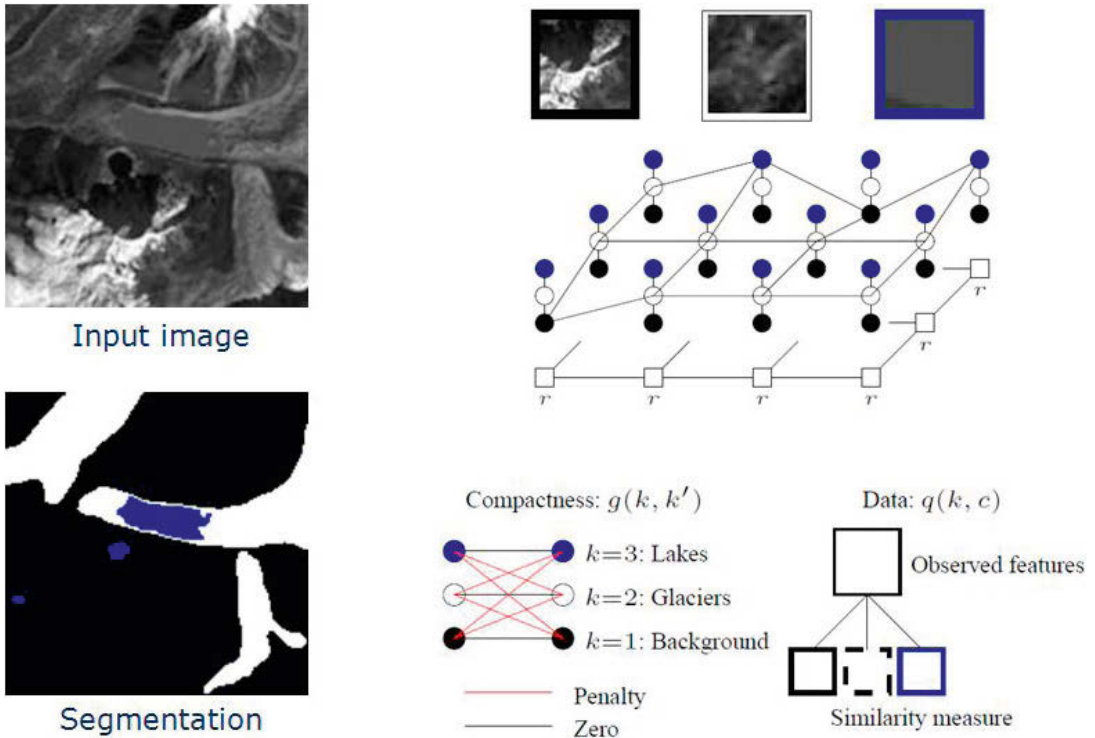 Input image
r
r
r
r
r
r
Compactness: g(k, k′)
k=3: Lakes
k=2: Glaciers
k=1: Background
Penalty
Zero
Data: q(k, c)
Observed features
Similarity measure
Segmentation